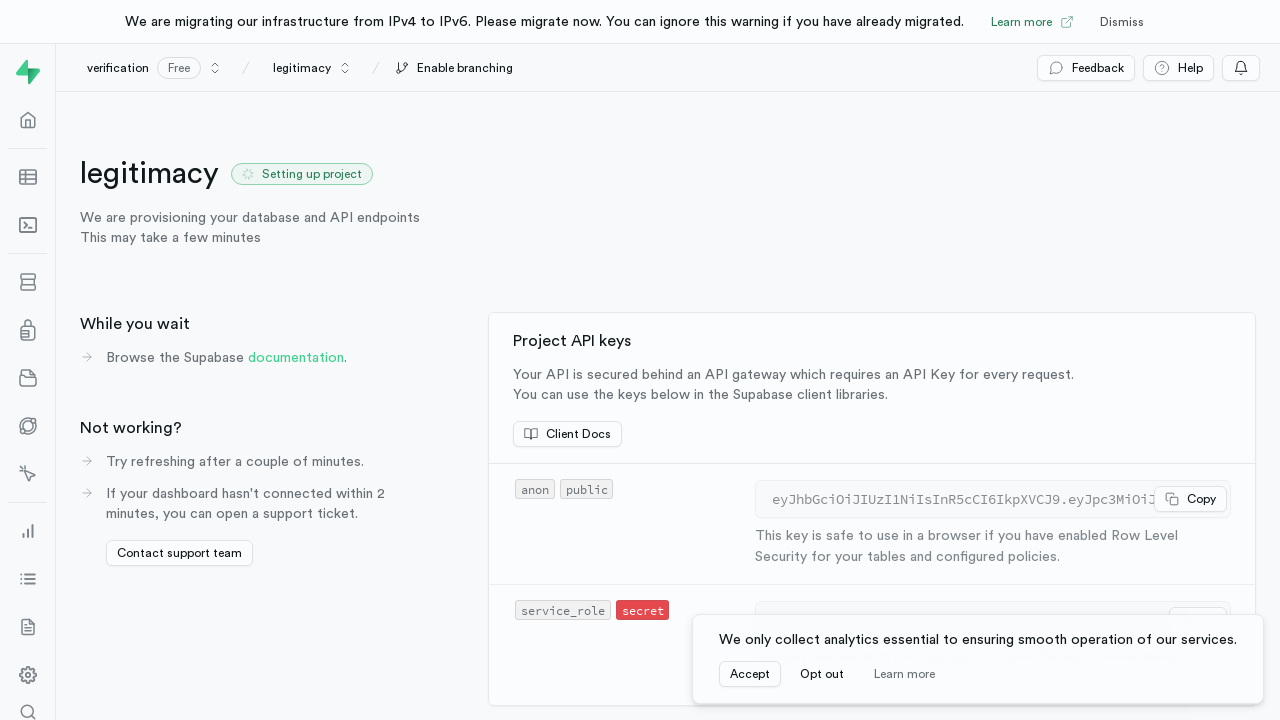 We are migrating our infrastructure from IPv4 to IPv6. Please migrate now. You can ignore this warning if you have already migrated.
Learn more
Dismiss
verification Free / legitimacy / Enable branching
Feedback
Help
legitimacy
Setting up project
We are provisioning your database and API endpoints
This may take a few minutes
While you wait
Browse the Supabase documentation.
Not working?
Try refreshing after a couple of minutes.
If your dashboard hasn't connected within 2
minutes, you can open a support ticket.
Contact support team
Project API keys
Your API is secured behind an API gateway which requires an API Key for every request.
You can use the keys below in the Supabase client libraries.
Client Docs
anon public
eyJhbGciOiJIUzI1NiIsInR5cCI6IkpXVCJ9.eyJpc3MiOiJ
Copy
This key is safe to use in a browser if you have enabled Row Level
Security for your tables and configured policies.
service_role secret
We only collect analytics essential to ensuring smooth operation of our services.
Accept
Opt out
Learn more